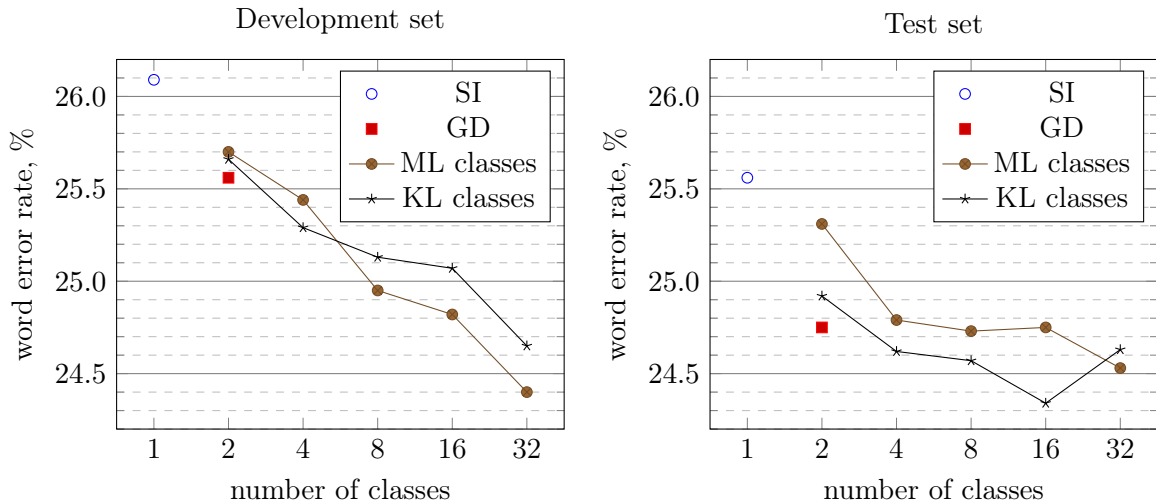 Development set
26.0
25.5
25.0
24.5
word error rate, %
1 2 4 8 16 32
number of classes
SI
GD
ML classes
KL classes
Test set
26.0
25.5
25.0
24.5
word error rate, %
1 2 4 8 16 32
number of classes
SI
GD
ML classes
KL classes